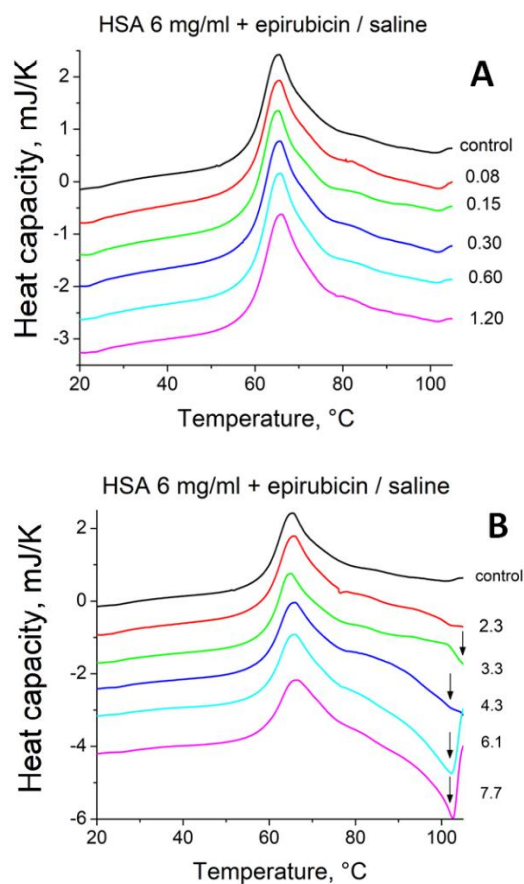 HSA 6 mg/ml + epirubicin / saline
A
Heat capacity, mJ/K
2
1
0
-1
-2
-3
control
0.08
0.15
0.30
0.60
1.20
20 40 60 80 100
Temperature, °C
HSA 6 mg/ml + epirubicin / saline
B
Heat capacity, mJ/K
2
0
-2
-4
-6
control
2.3
3.3
4.3
6.1
7.7
20 40 60 80 100
Temperature, °C